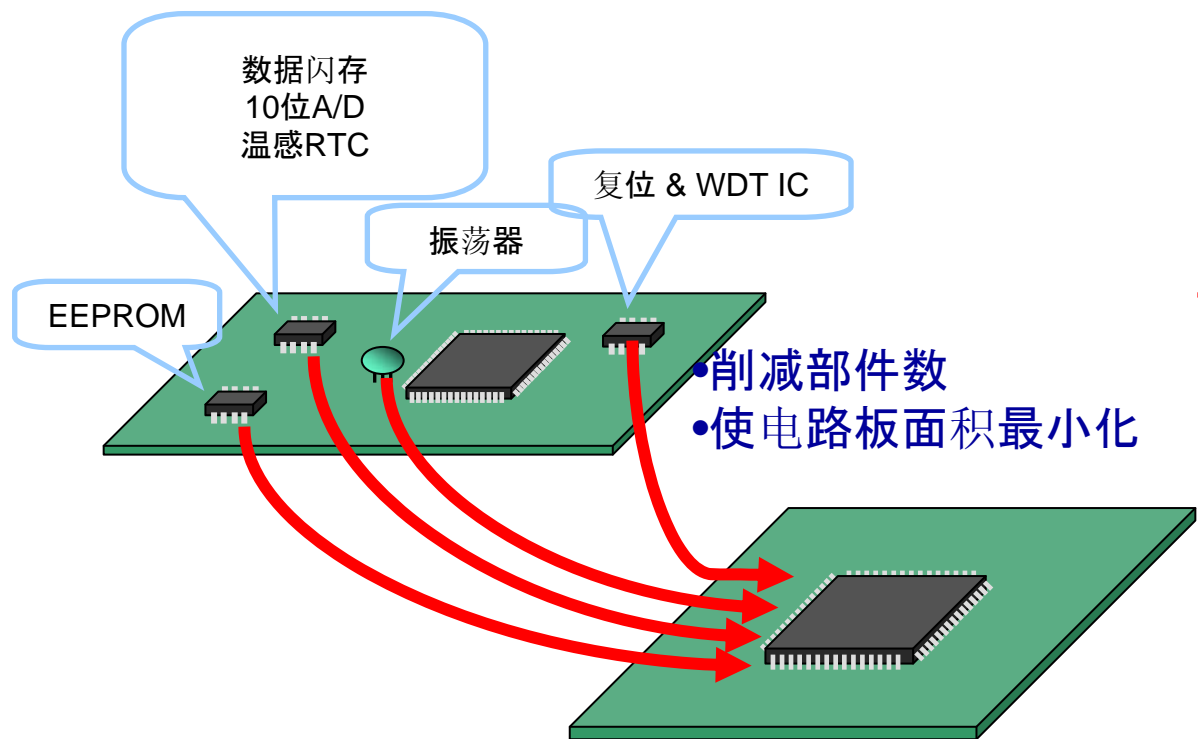 数据闪存
10位A/D
温感RTC
复位 & WDT IC
振荡器
EEPROM
•削减部件数
•使电路板面积最小化